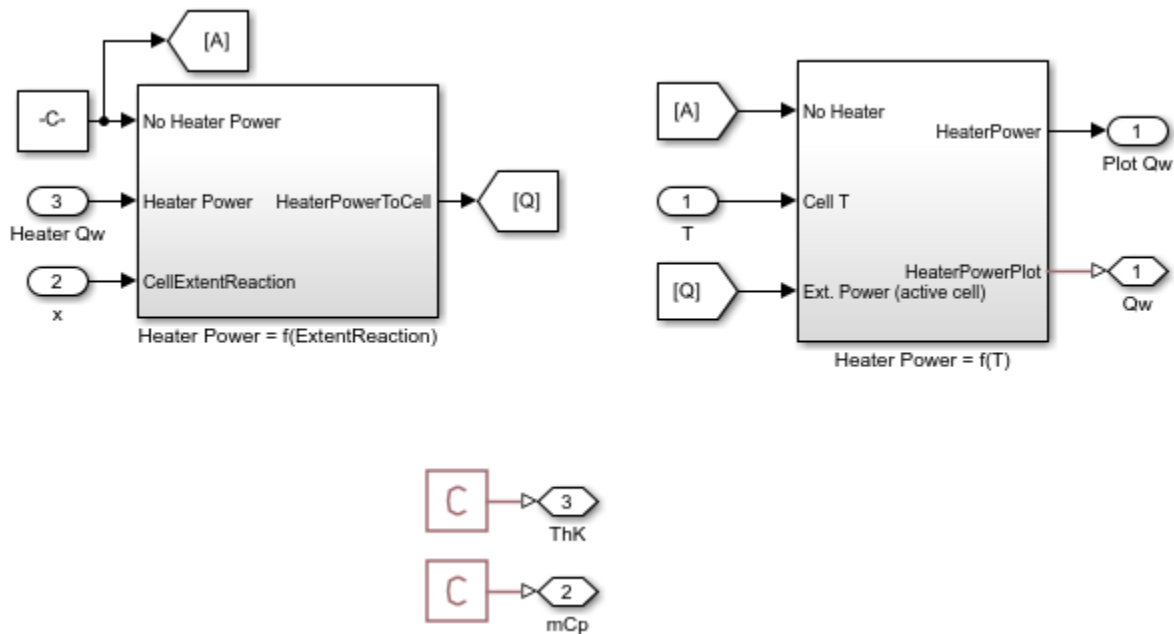 [A]
-C-
No Heater Power
3
Heater Power
HeaterPowerToCell
[Q]
Heater Qw
2
CellExtentReaction
x
Heater Power = f(ExtentReaction)
[A]
No Heater
HeaterPower
1
Plot Qw
1
Cell T
T
HeaterPowerPlot
1
[Q]
Ext. Power (active cell)
Qw
Heater Power = f(T)
C
3
ThK
C
2
mCp